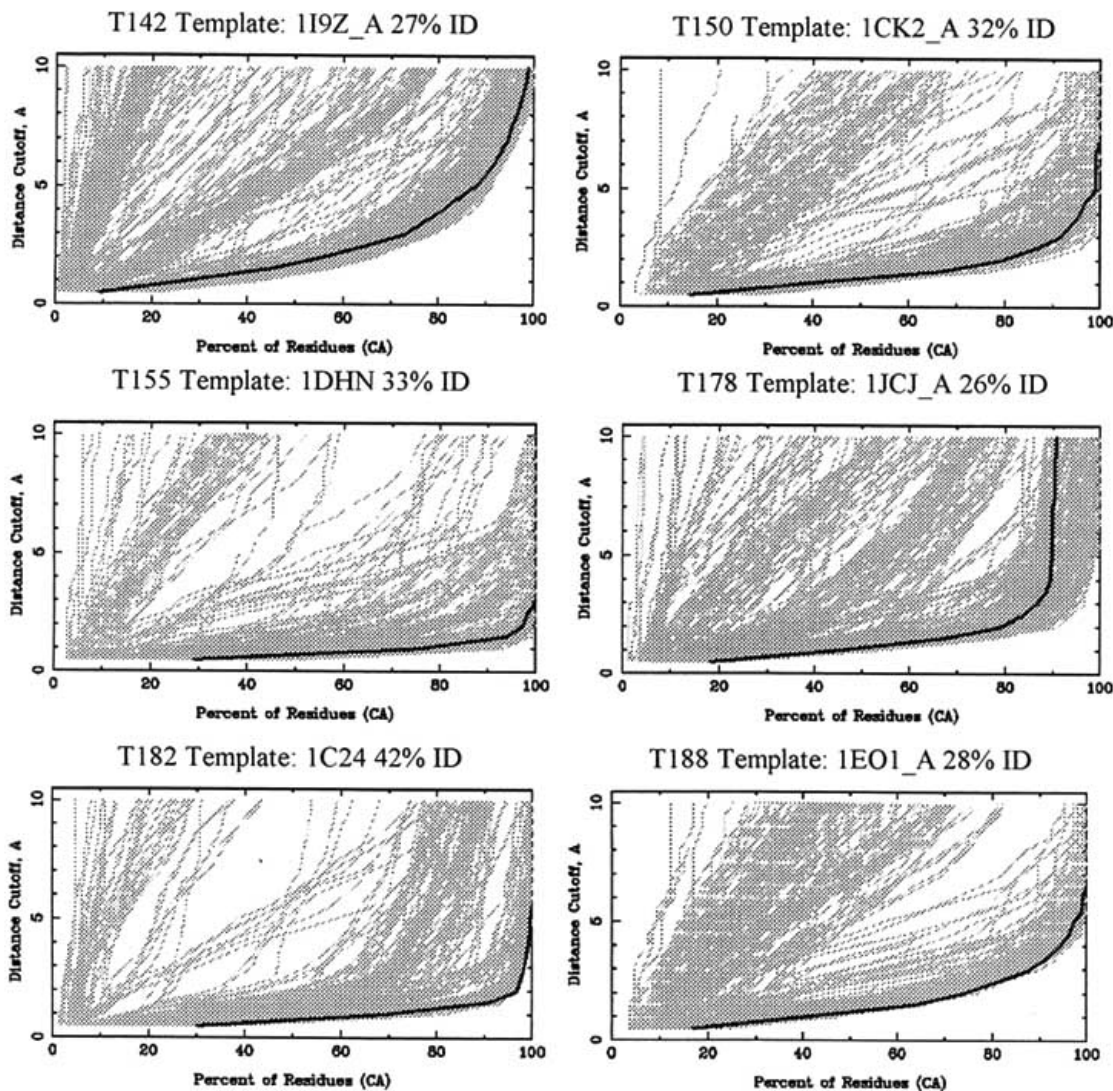 T142 Template: 1I9Z_A 27% ID
10
5
0
Distance Cutoff, A
0 20 40 60 80 100
Percent of Residues (CA)
T150 Template: 1CK2_A 32% ID
10
5
0
Distance Cutoff, A
0 20 40 60 80 100
Percent of Residues (CA)
T155 Template: 1DHN 33% ID
10
5
0
Distance Cutoff, A
0 20 40 60 80 100
Percent of Residues (CA)
T178 Template: 1JCJ_A 26% ID
10
5
0
Distance Cutoff, A
0 20 40 60 80 100
Percent of Residues (CA)
T182 Template: 1C24 42% ID
10
5
0
Distance Cutoff, A
0 20 40 60 80 100
Percent of Residues (CA)
T188 Template: 1EO1_A 28% ID
10
5
0
Distance Cutoff, A
0 20 40 60 80 100
Percent of Residues (CA)